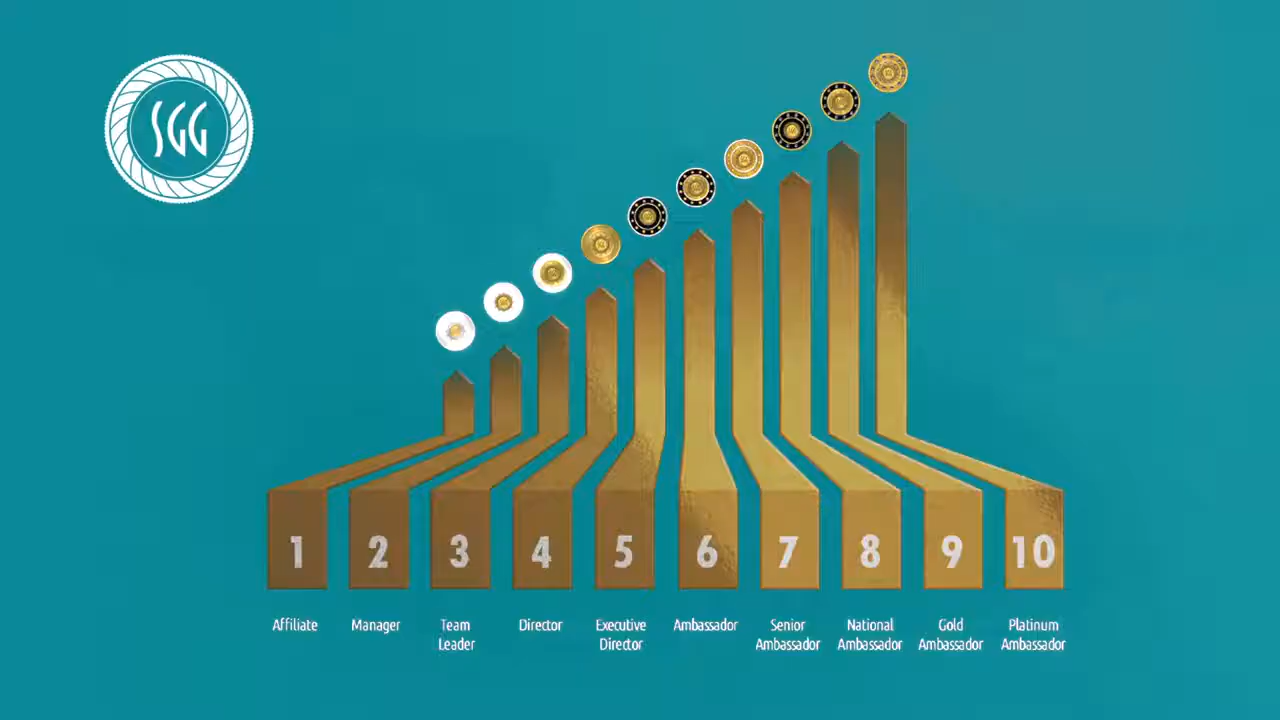 SGG
1 2 3 4 5 6 7 8 9 10
Affiliate Manager Team Director Executive Ambassador Senior National Gold Platinum
Leader Director Ambassador Ambassador Ambassador Ambassador